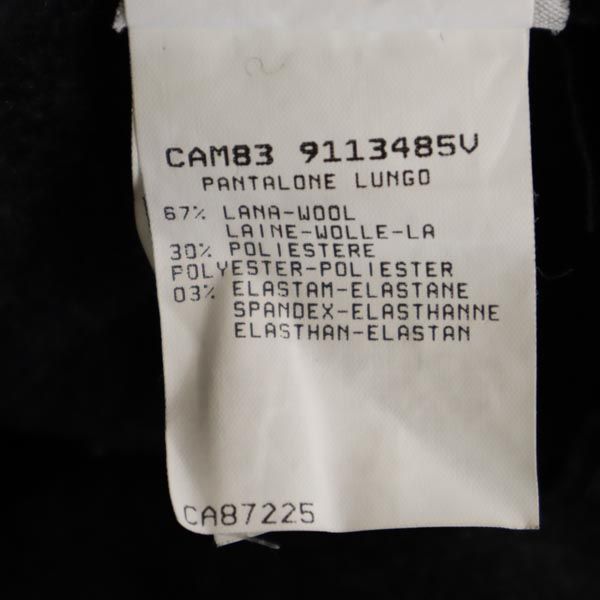 CAM83 9113485V
PANTALONE LUNGO
67% LANA-WOOL
LAINE-WOLLE-LA
30% POLIESTERE
POLYESTER-POLIESTER
03% ELASTAM-ELASTANE
SPANDEX-ELASTHANNE
ELASTHAN-ELASTAN
CA87225